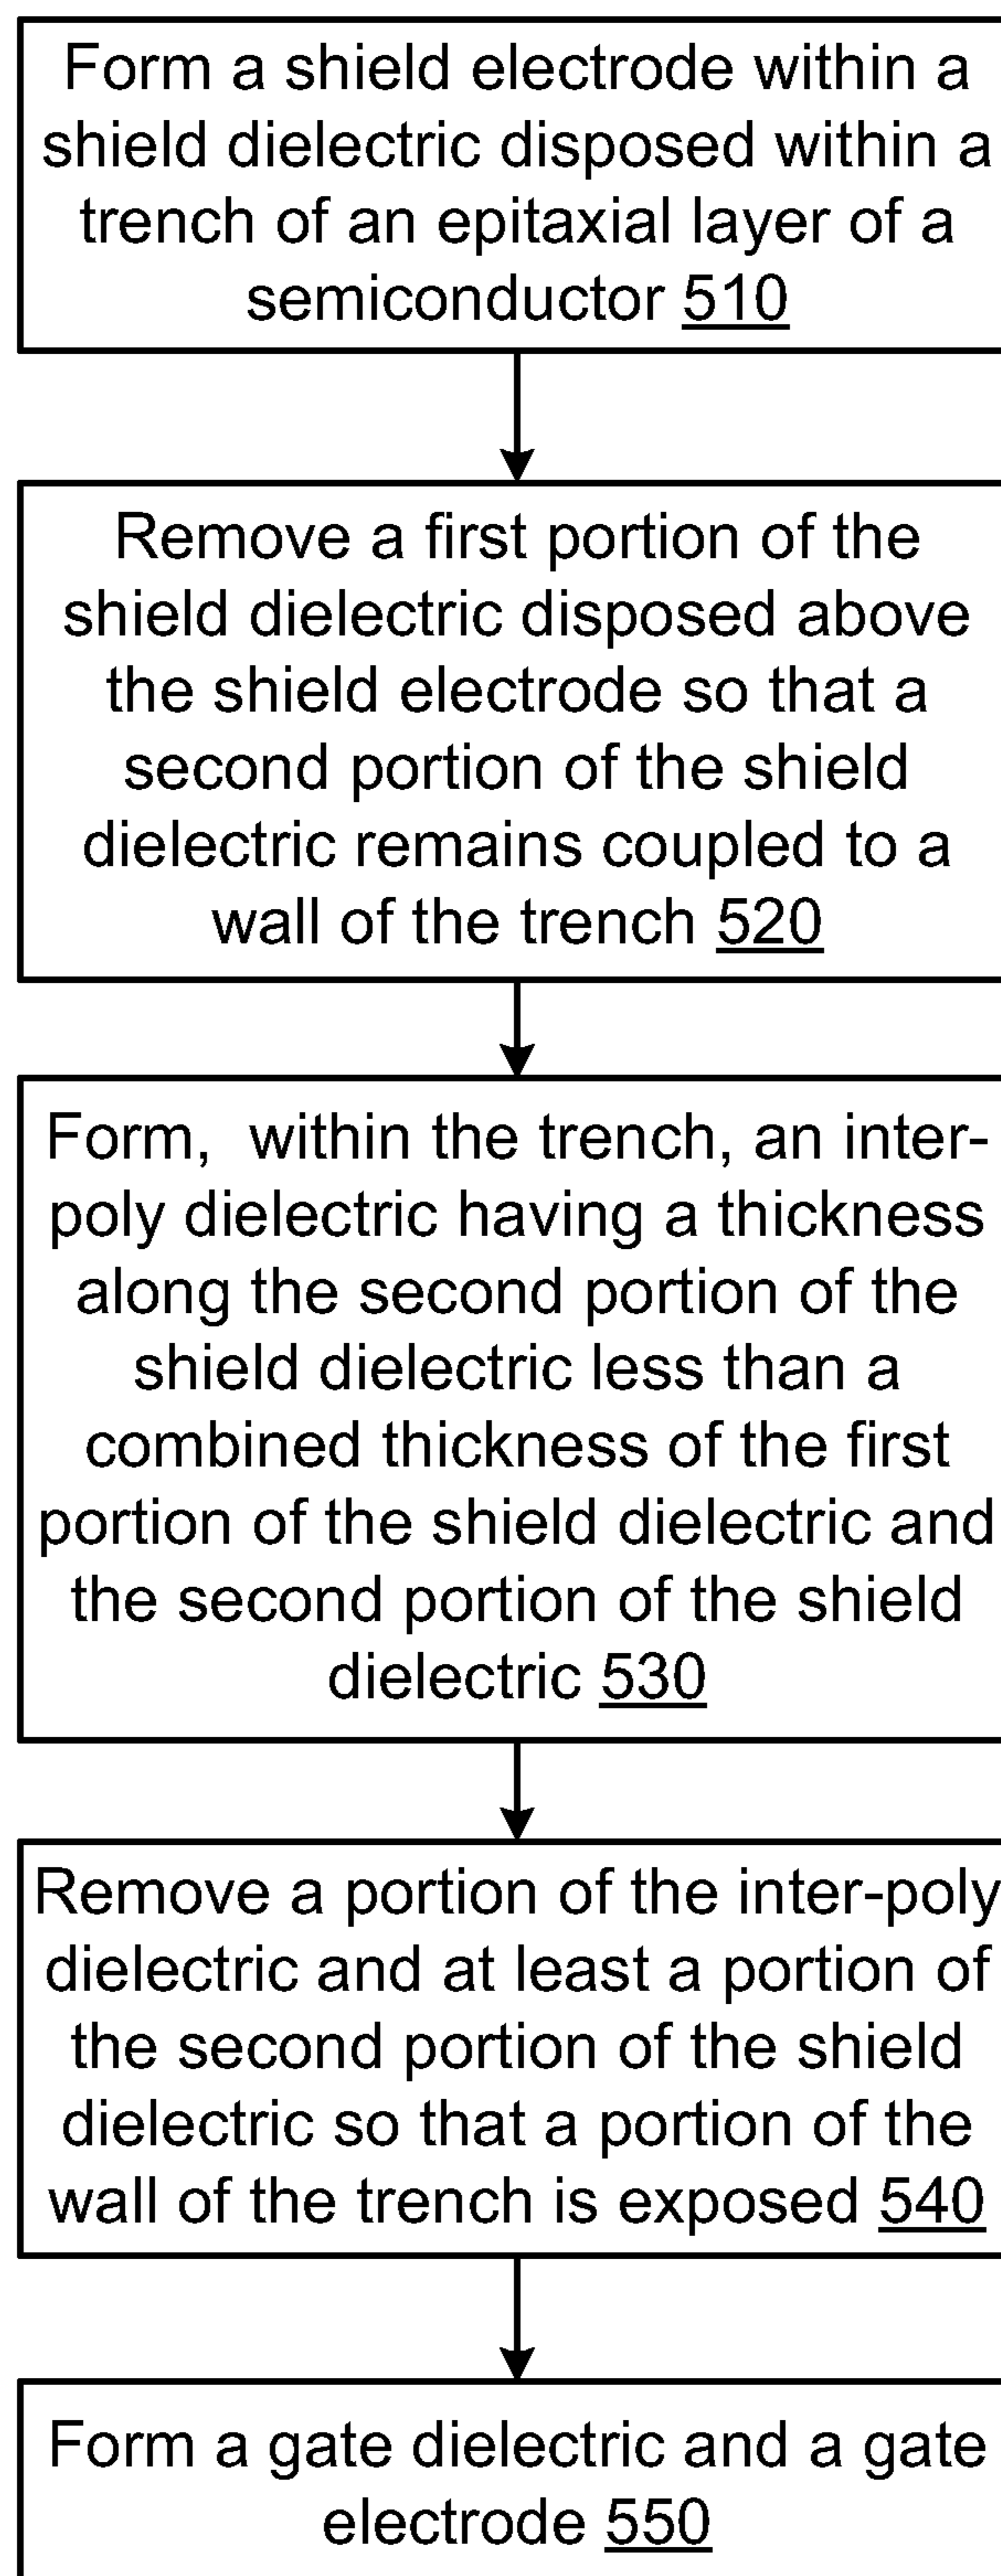 Form a shield electrode within a
shield dielectric disposed within a
trench of an epitaxial layer of a
semiconductor 510
Remove a first portion of the
shield dielectric disposed above
the shield electrode so that a
second portion of the shield
dielectric remains coupled to a
wall of the trench 520
Form, within the trench, an inter-
poly dielectric having a thickness
along the second portion of the
shield dielectric less than a
combined thickness of the first
portion of the shield dielectric and
the second portion of the shield
dielectric 530
Remove a portion of the inter-poly
dielectric and at least a portion of
the second portion of the shield
dielectric so that a portion of the
wall of the trench is exposed 540
Form a gate dielectric and a gate
electrode 550